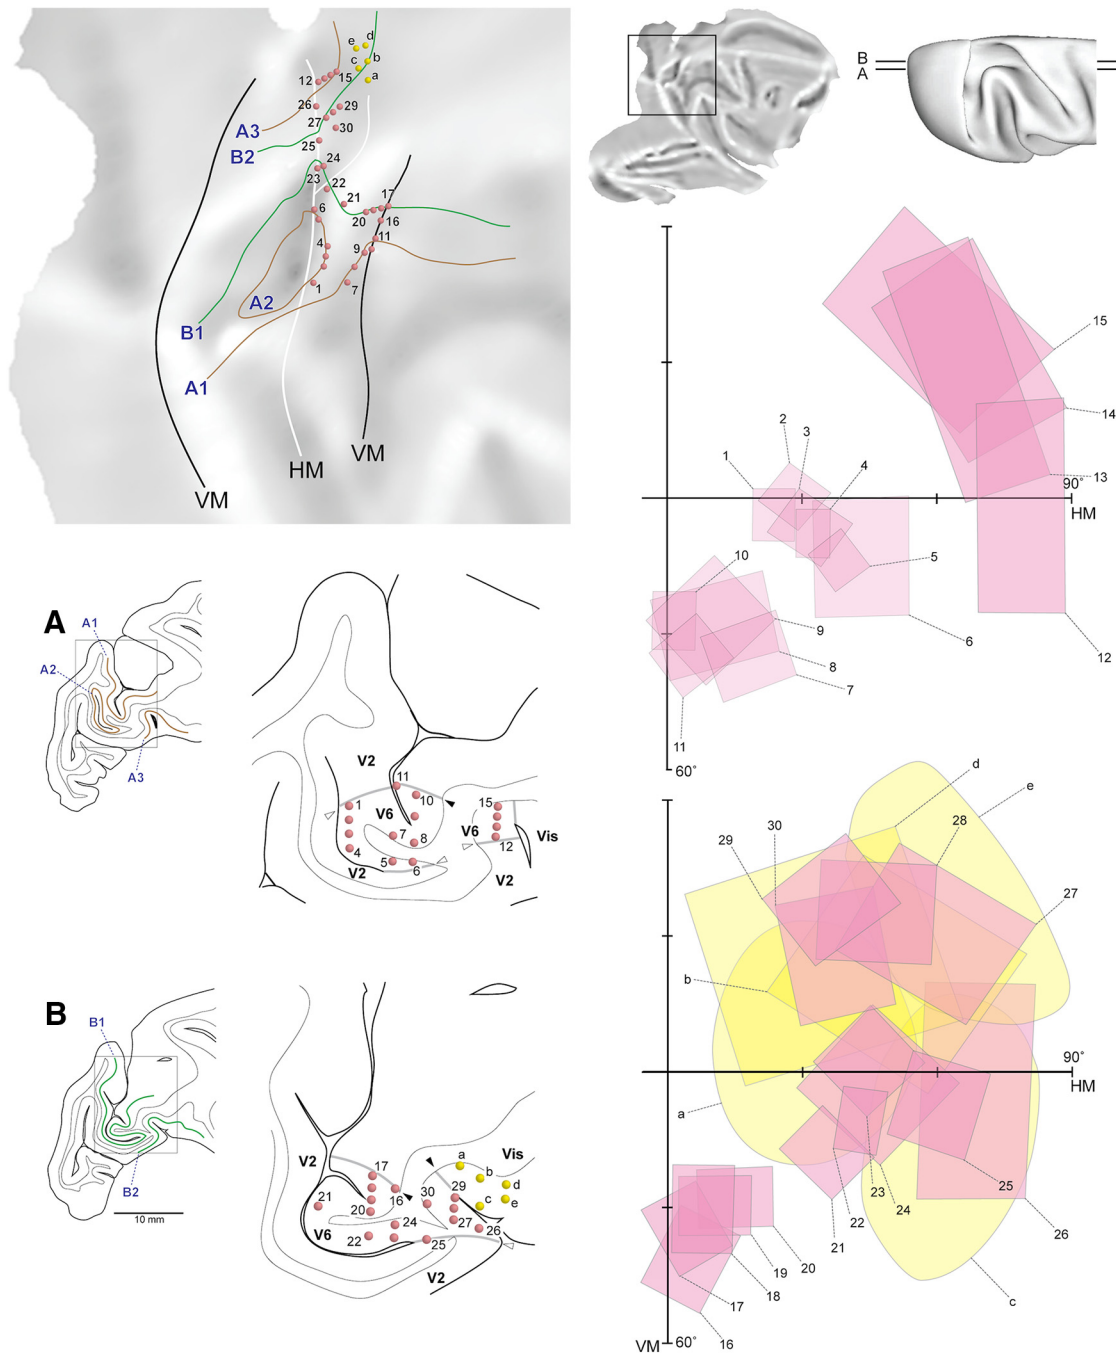 e d
c b
a
12 15
26 29
27
30
A3
B2
25
24
23
22
21
17
20
16
6
11
4 9
1 7
A2
B1
A1
VM
HM
VM
B
A
15
14
13
90°
HM
2
3
1
4
10
5
9
6
8
7
12
11
60°
A
A1
A2
A3
V2
11
1
10
15
V6
7
8
V6
Vis
4
12
5
6
V2
V2
d
e
30
28
29
27
b
90°
HM
a
25
23
24
22
26
21
20
19
18
17
c
16
VM
60°
B
B1
B2
10 mm
V2
17
a
Vis
b
16
d
29
21
30
e
20
c
V6
24
27
26
22
25
V2